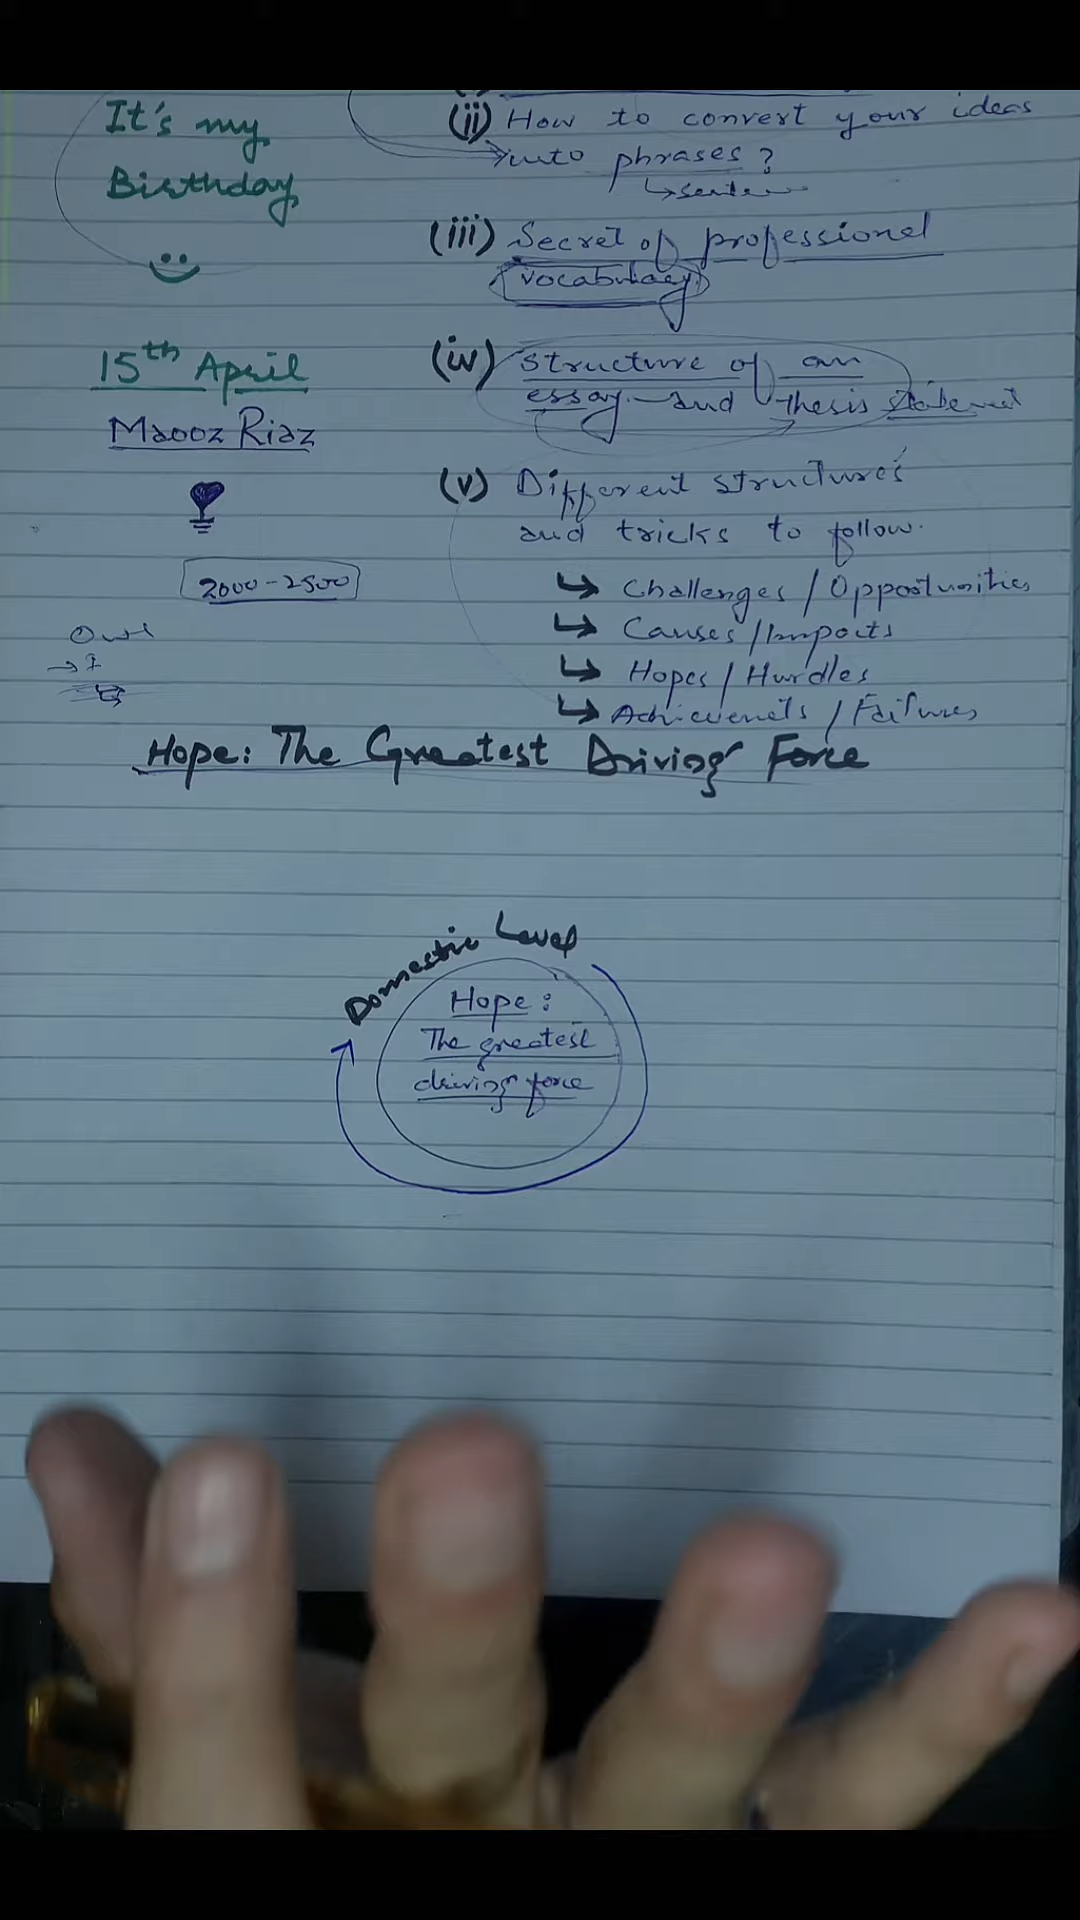 It's my
Birthday
15th April
Maooz Riaz
2000-2500
(ii) How to convert your ideas
into phrases?
(iii) Secret of professional
vocabulary
(iv) Structure of an
essay and thesis statement
(v) Different structures
and tricks to follow.
Challenges / Opportunities
Causes / Impacts
Hopes / Hurdles
Achievements / Failures
Hope: The Greatest Driving Force
Domestic Level
Hope:
The greatest
driving force